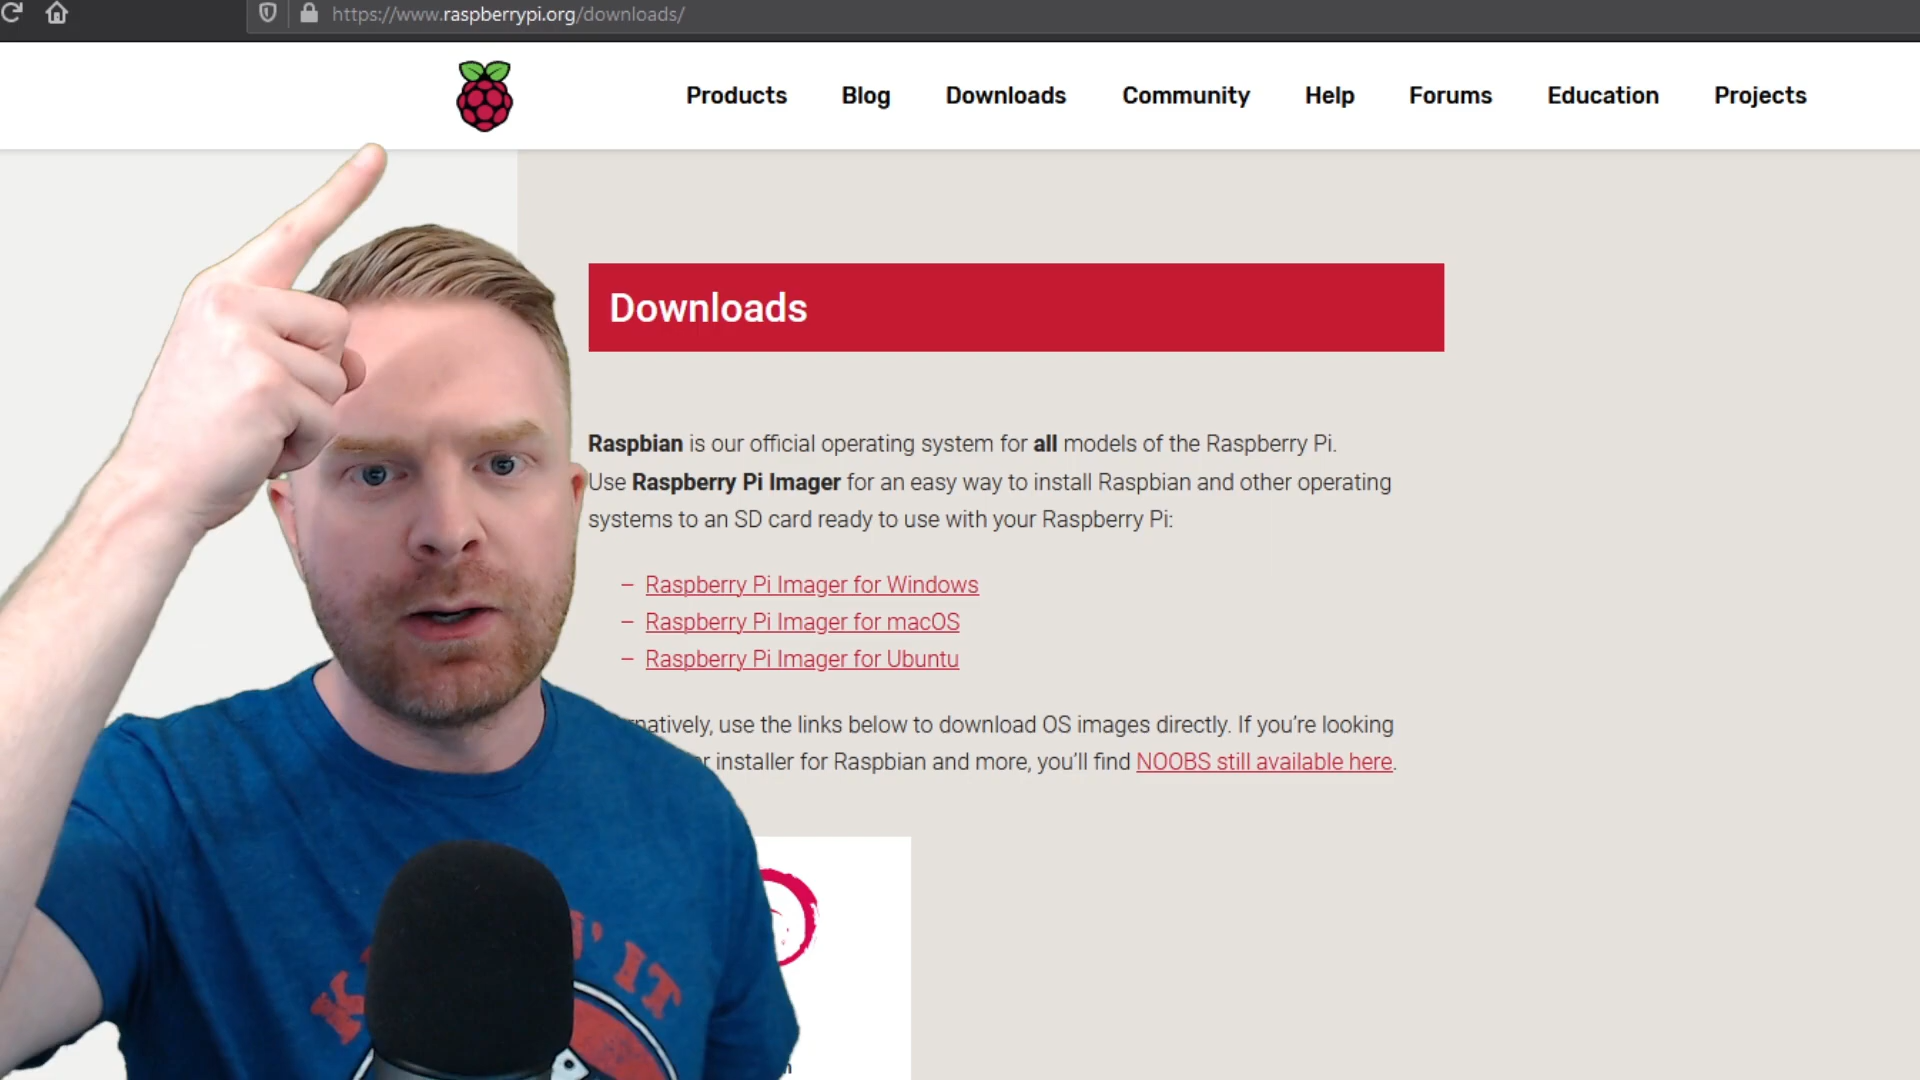 https://www.raspberrypi.org/downloads/
Products Blog Downloads Community Help Forums Education Projects
Downloads
Raspbian is our official operating system for all models of the Raspberry Pi.
Use Raspberry Pi Imager for an easy way to install Raspbian and other operating
systems to an SD card ready to use with your Raspberry Pi:
– Raspberry Pi Imager for Windows
– Raspberry Pi Imager for macOS
– Raspberry Pi Imager for Ubuntu
use the links below to download OS images directly. If you’re looking
installer for Raspbian and more, you’ll find NOOBS still available here.
IT